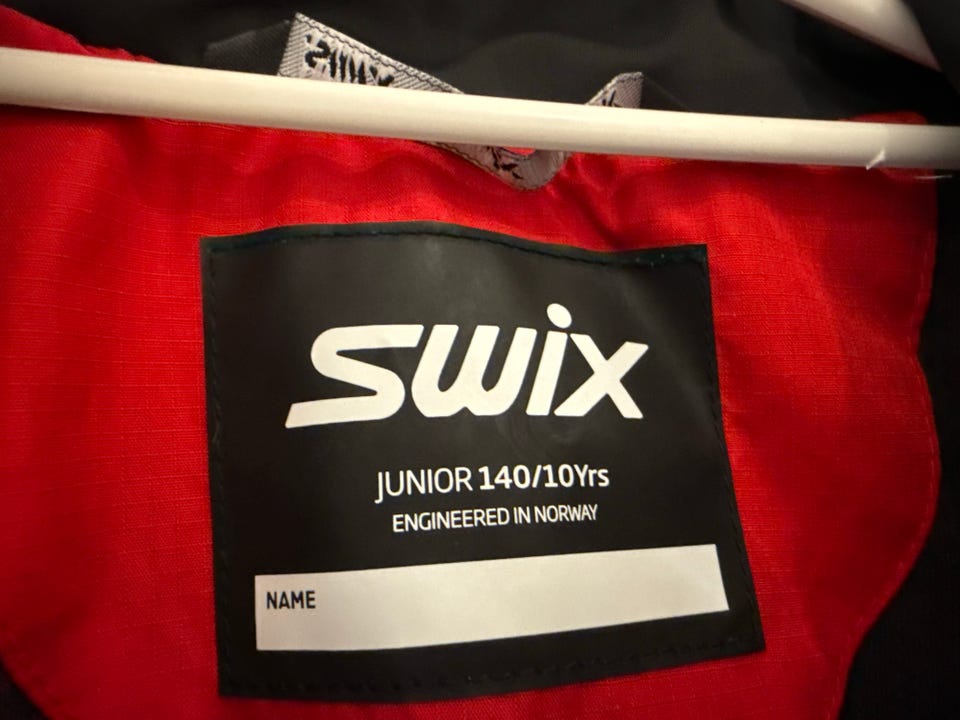 swix
JUNIOR 140/10Yrs
ENGINEERED IN NORWAY
NAME